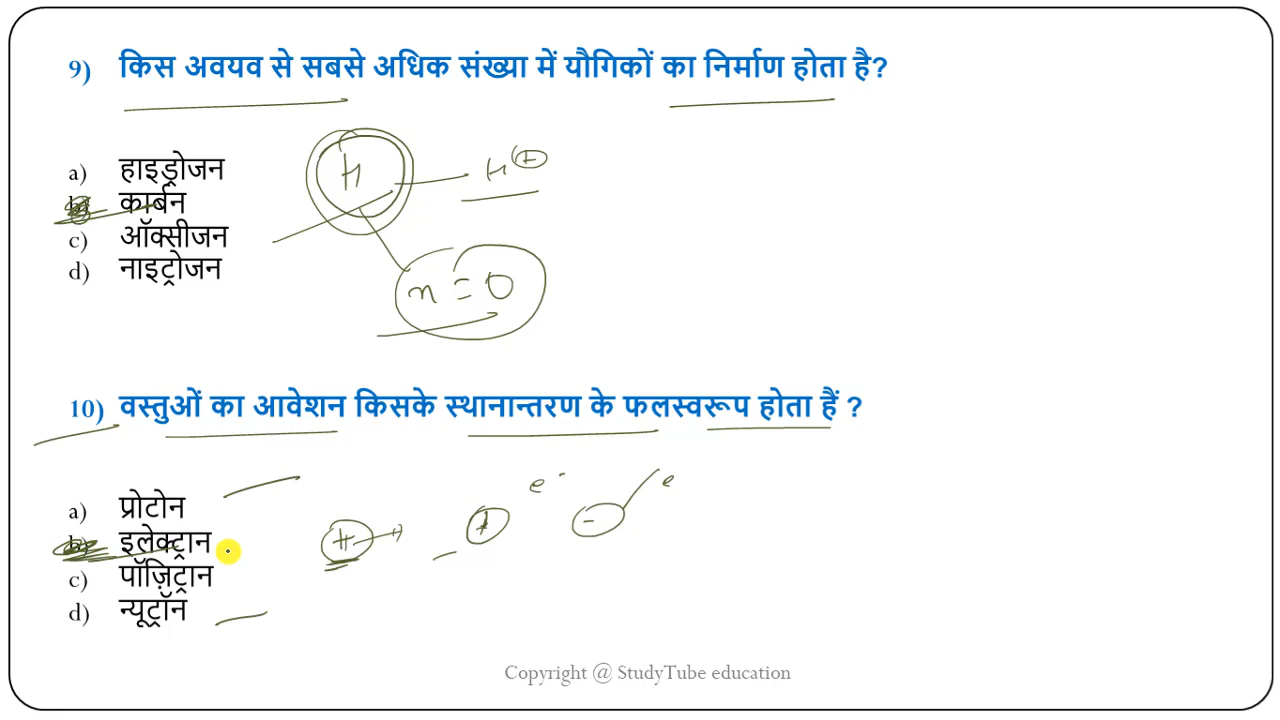 9) किस अवयव से सबसे अधिक संख्या में यौगिकों का निर्माण होता है?
a) हाइड्रोजन
कार्बन
c) ऑक्सीजन
d) नाइट्रोजन
H
H +
n = 0
10) वस्तुओं का आवेशन किसके स्थानान्तरण के फलस्वरूप होता हैं ?
a) प्रोटोन
इलेक्ट्रान
c) पॉज़िट्रान
d) न्यूट्रॉन
e -
e
+
-
Copyright @ StudyTube education